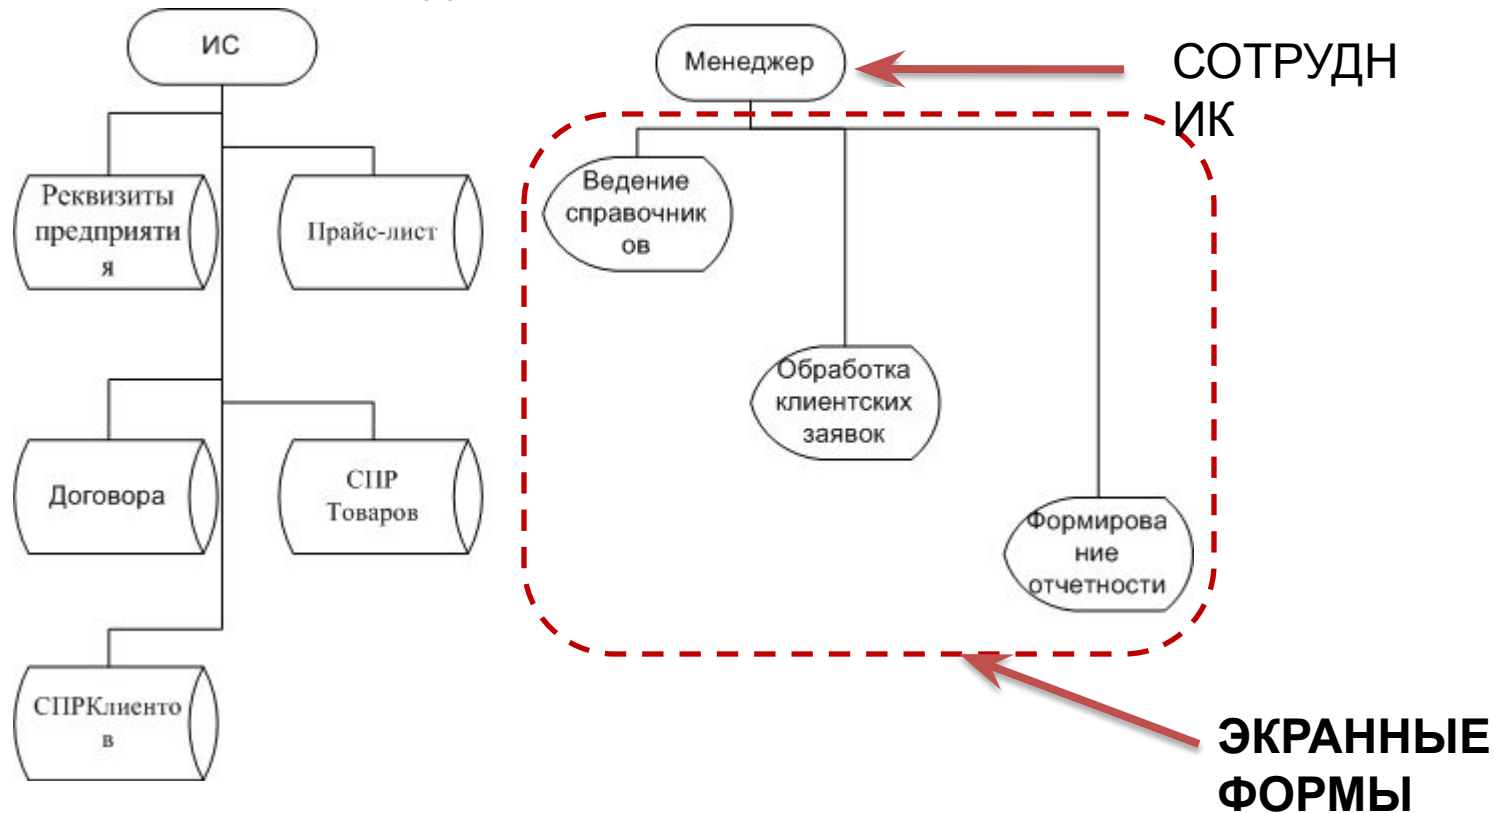 ИС
Реквизиты
предприяти
я
Прайс-лист
Договора
СПР
Товаров
СПРКлиенто
в
Менеджер
СОТРУДН
ИК
Ведение
справочник
ов
Обработка
клиентских
заявок
Формирова
ние
отчетности
ЭКРАННЫЕ
ФОРМЫ